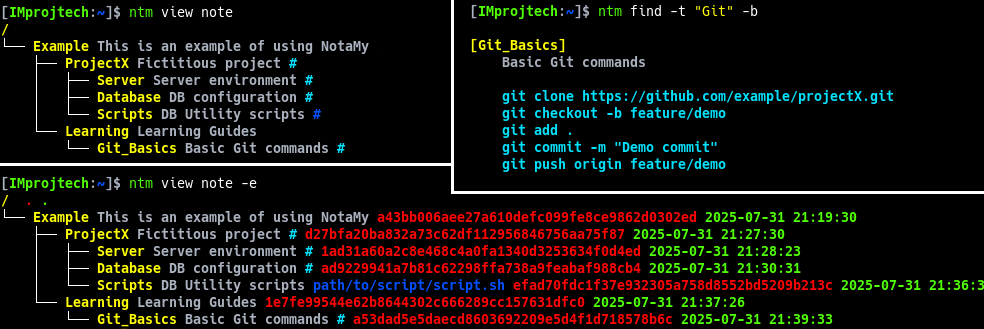 [IMprojtech:~]$ ntm view note
/
└── Example This is an example of using NotaMy
    ├── ProjectX Fictitious project #
    │   ├── Server Server environment #
    │   ├── Database DB configuration #
    │   └── Scripts DB Utility scripts #
    └── Learning Learning Guides
        └── Git_Basics Basic Git commands #
[IMprojtech:~]$ ntm find -t "Git" -b
[Git_Basics]
Basic Git commands
git clone https://github.com/example/projectX.git
git checkout -b feature/demo
git add .
git commit -m "Demo commit"
git push origin feature/demo
[IMprojtech:~]$ ntm view note -e
/ . .
└── Example This is an example of using NotaMy a43bb006aee27a610defc099fe8ce9862d0302ed 2025-07-31 21:19:30
    ├── ProjectX Fictitious project # d27bfa20ba832a73c62df112956846756aa75f87 2025-07-31 21:27:30
    │   ├── Server Server environment # 1ad31a60a2c8e468c4a0fa1340d3253634f0d4ed 2025-07-31 21:28:23
    │   ├── Database DB configuration # ad9229941a7b81c62298ffa738a9feabaf988cb4 2025-07-31 21:30:31
    │   └── Scripts DB Utility scripts path/to/script/script.sh efad70fdc1f37e932305a758d8552bd5209b213c 2025-07-31 21:36:3
    └── Learning Learning Guides 1e7fe99544e62b8644302c666289cc157631dfc0 2025-07-31 21:37:26
        └── Git_Basics Basic Git commands # a53dad5e5daecd8603692209e5d4f1d718578b6c 2025-07-31 21:39:33